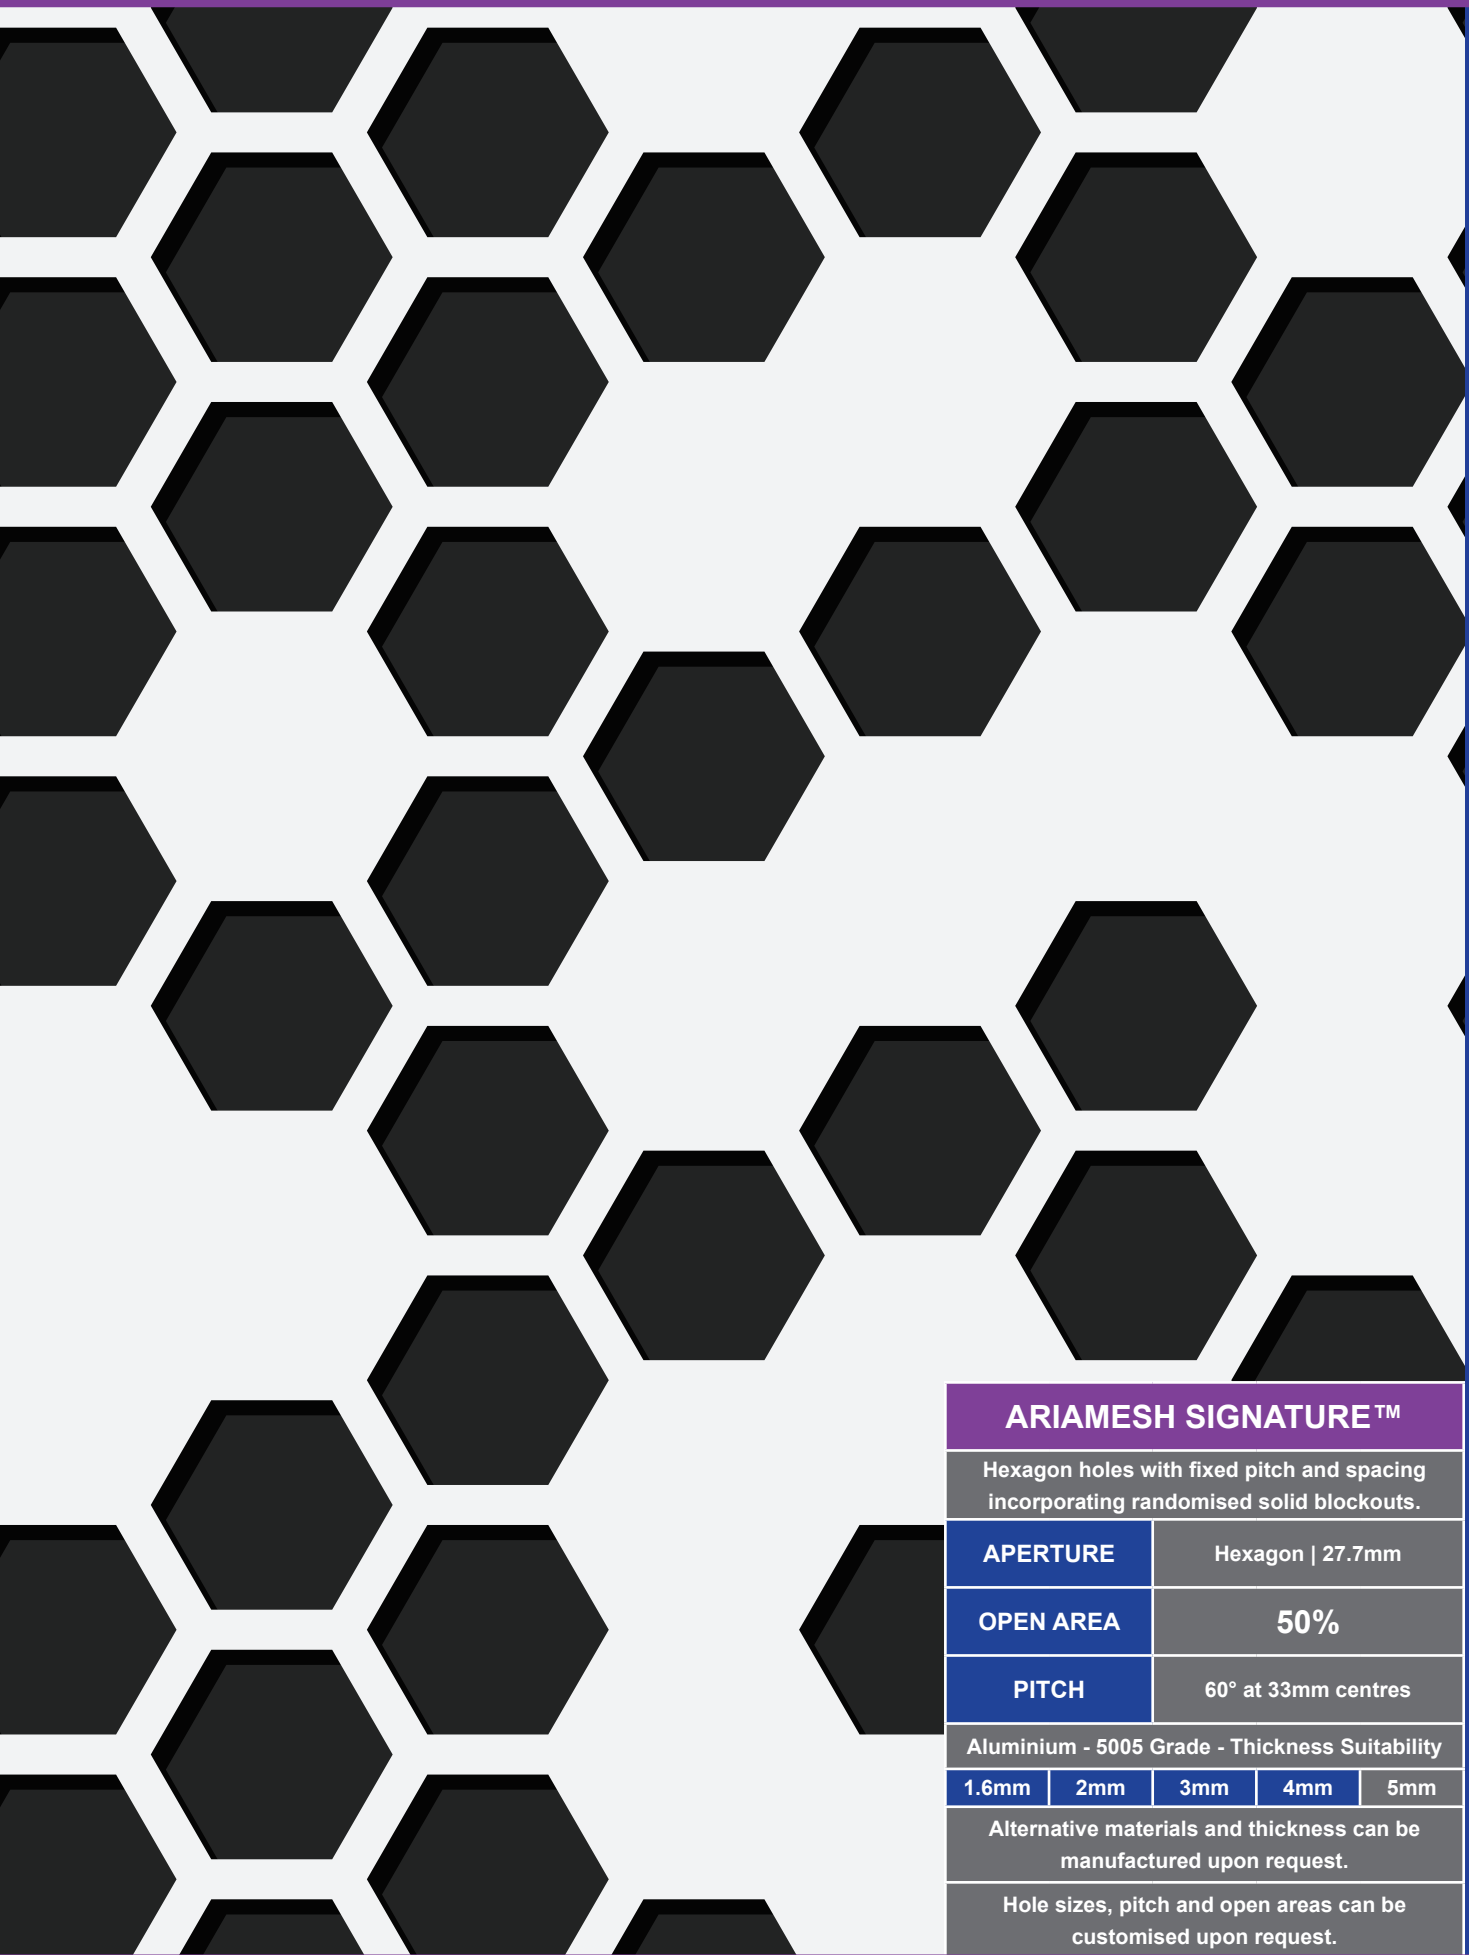 ARIAMESH SIGNATURE™
Hexagon holes with fixed pitch and spacing
incorporating randomised solid blockouts.
APERTURE Hexagon | 27.7mm
OPEN AREA 50%
PITCH 60° at 33mm centres
Aluminium - 5005 Grade - Thickness Suitability
1.6mm 2mm 3mm 4mm 5mm
Alternative materials and thickness can be
manufactured upon request.
Hole sizes, pitch and open areas can be
customised upon request.